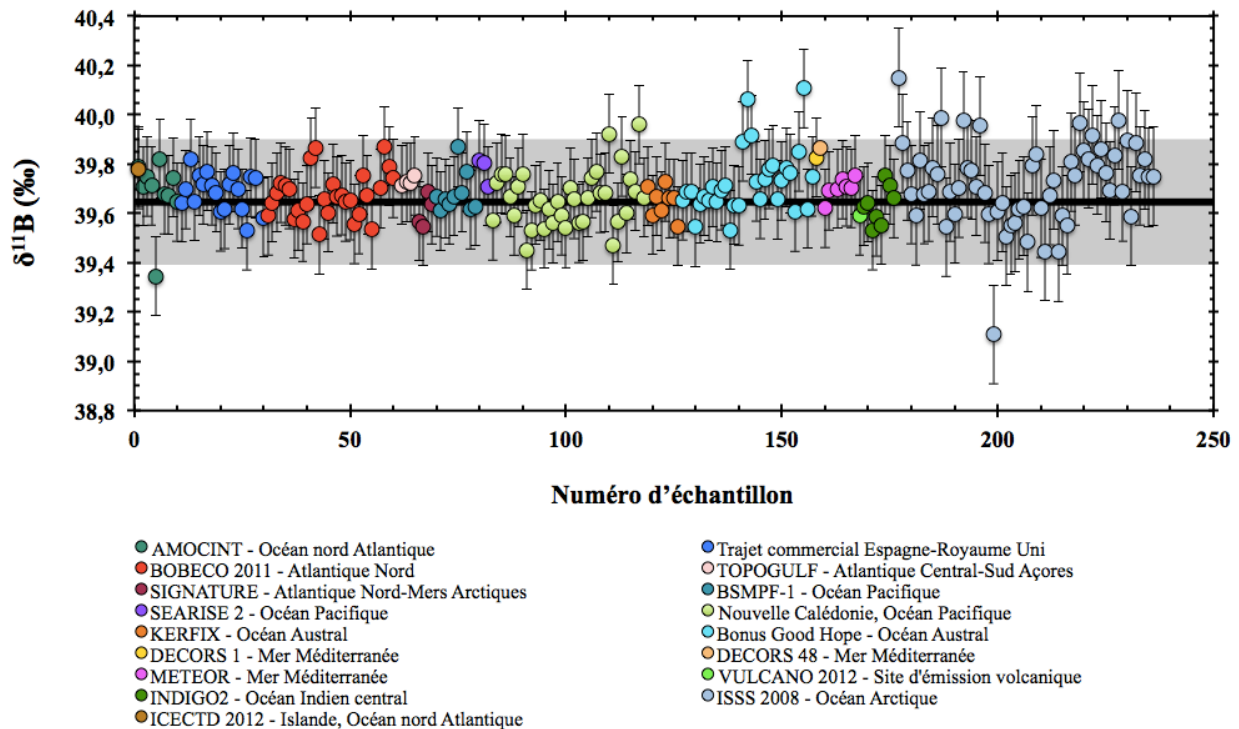 40,4
40,2
40,0
39,8
39,6
39,4
39,2
39,0
38,8
δ¹¹B (‰)
0 50 100 150 200 250
Numéro d'échantillon
AMOCINT - Océan nord Atlantique
BOBECO 2011 - Atlantique Nord
SIGNATURE - Atlantique Nord-Mers Arctiques
SEARISE 2 - Océan Pacifique
KERFIX - Océan Austral
DECORS 1 - Mer Méditerranée
METEOR - Mer Méditerranée
INDIGO2 - Océan Indien central
ICECTD 2012 - Islande, Océan nord Atlantique
Trajet commercial Espagne-Royaume Uni
TOPOGULF - Atlantique Central-Sud Açores
BSMPF-1 - Océan Pacifique
Nouvelle Calédonie, Océan Pacifique
Bonus Good Hope - Océan Austral
DECORS 48 - Mer Méditerranée
VULCANO 2012 - Site d'émission volcanique
ISSS 2008 - Océan Arctique